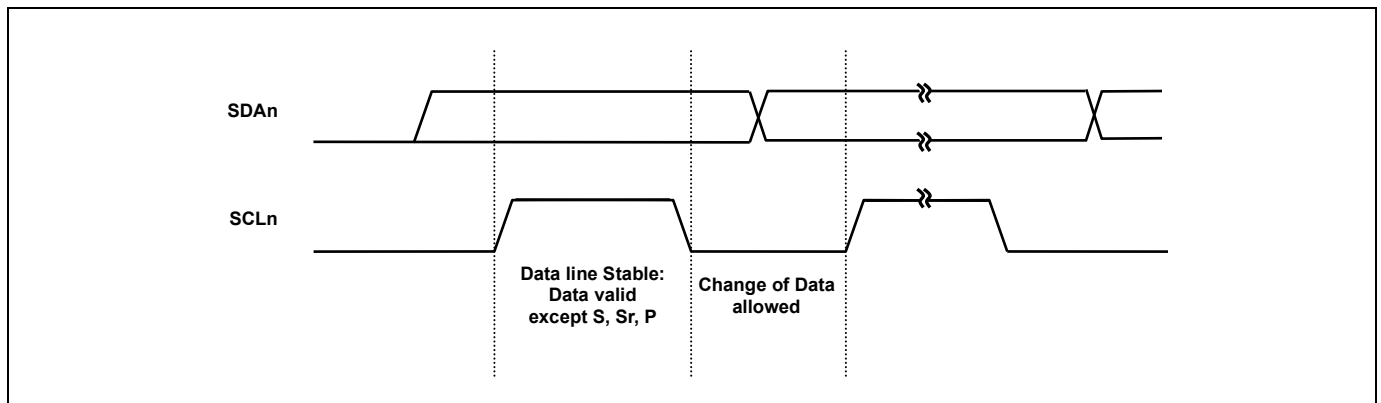 SDAn
SCLn
Data line Stable:
Data valid
except S, Sr, P
Change of Data
allowed